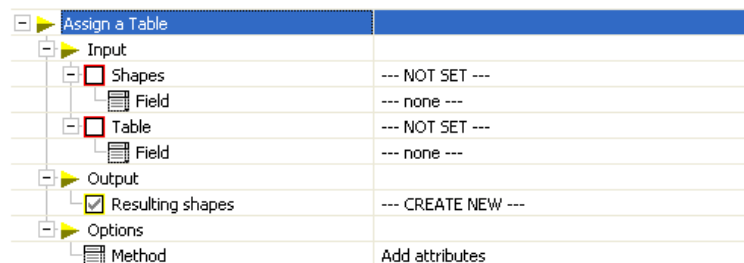 Assign a Table
Input
Shapes --- NOT SET ---
Field --- none ---
Table --- NOT SET ---
Field --- none ---
Output
Resulting shapes --- CREATE NEW ---
Options
Method Add attributes